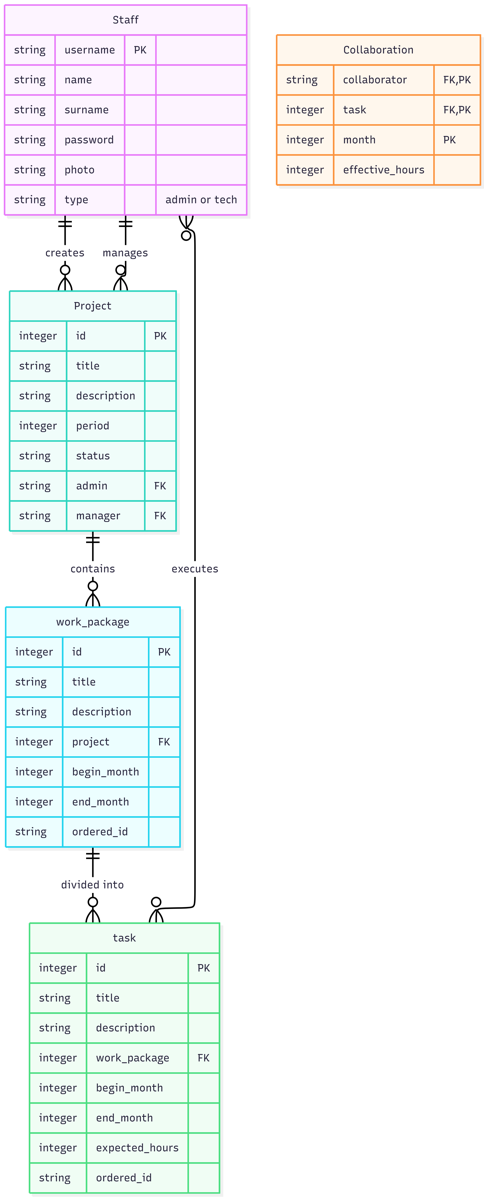 Staff
string username PK
string name
string surname
string password
string photo
string type admin or tech
Collaboration
string collaborator FK,PK
integer task FK,PK
integer month PK
integer effective_hours
creates
manages
Project
integer id PK
string title
string description
integer period
string status
string admin FK
string manager FK
contains
executes
work_package
integer id PK
string title
string description
integer project FK
integer begin_month
integer end_month
string ordered_id
divided into
task
integer id PK
string title
string description
integer work_package FK
integer begin_month
integer end_month
integer expected_hours
string ordered_id